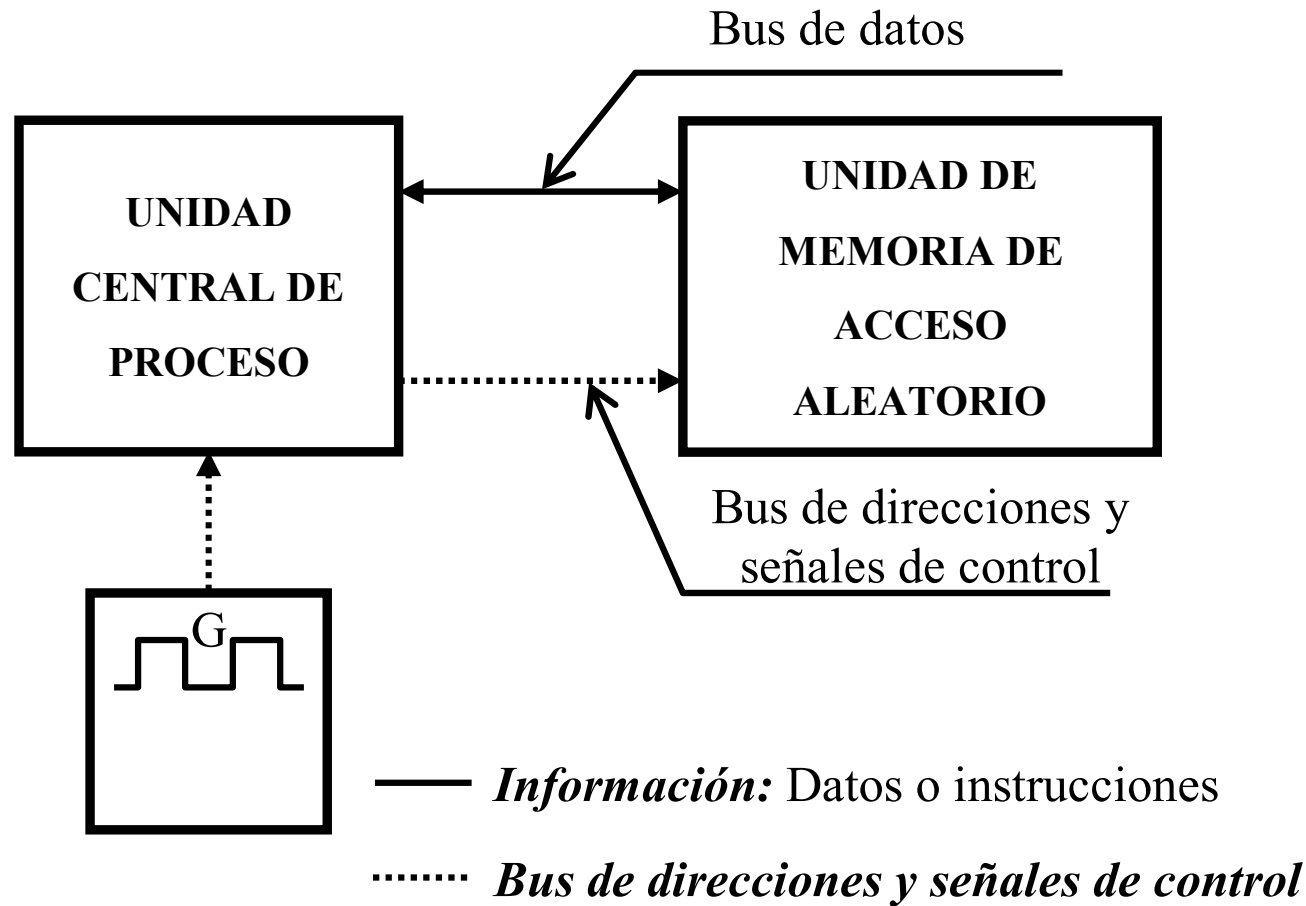 Bus de datos
UNIDAD
CENTRAL DE
PROCESO
UNIDAD DE
MEMORIA DE
ACCESO
ALEATORIO
Bus de direcciones y
señales de control
G
Información: Datos o instrucciones
Bus de direcciones y señales de control